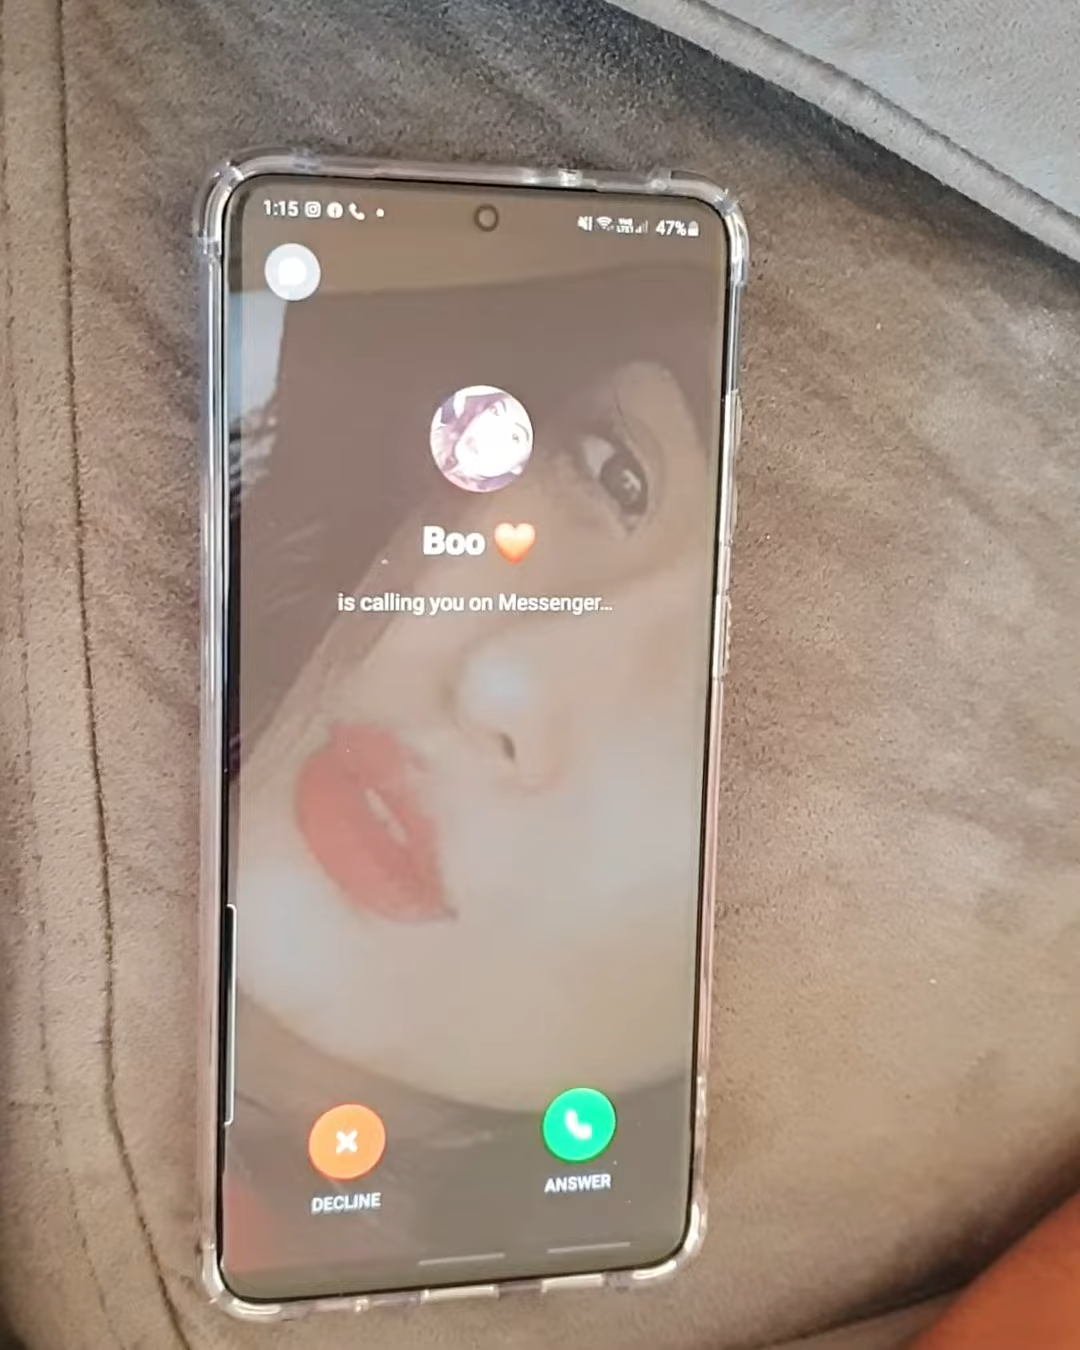 1:15
47%
Boo ❤️
is calling you on Messenger...
DECLINE
ANSWER